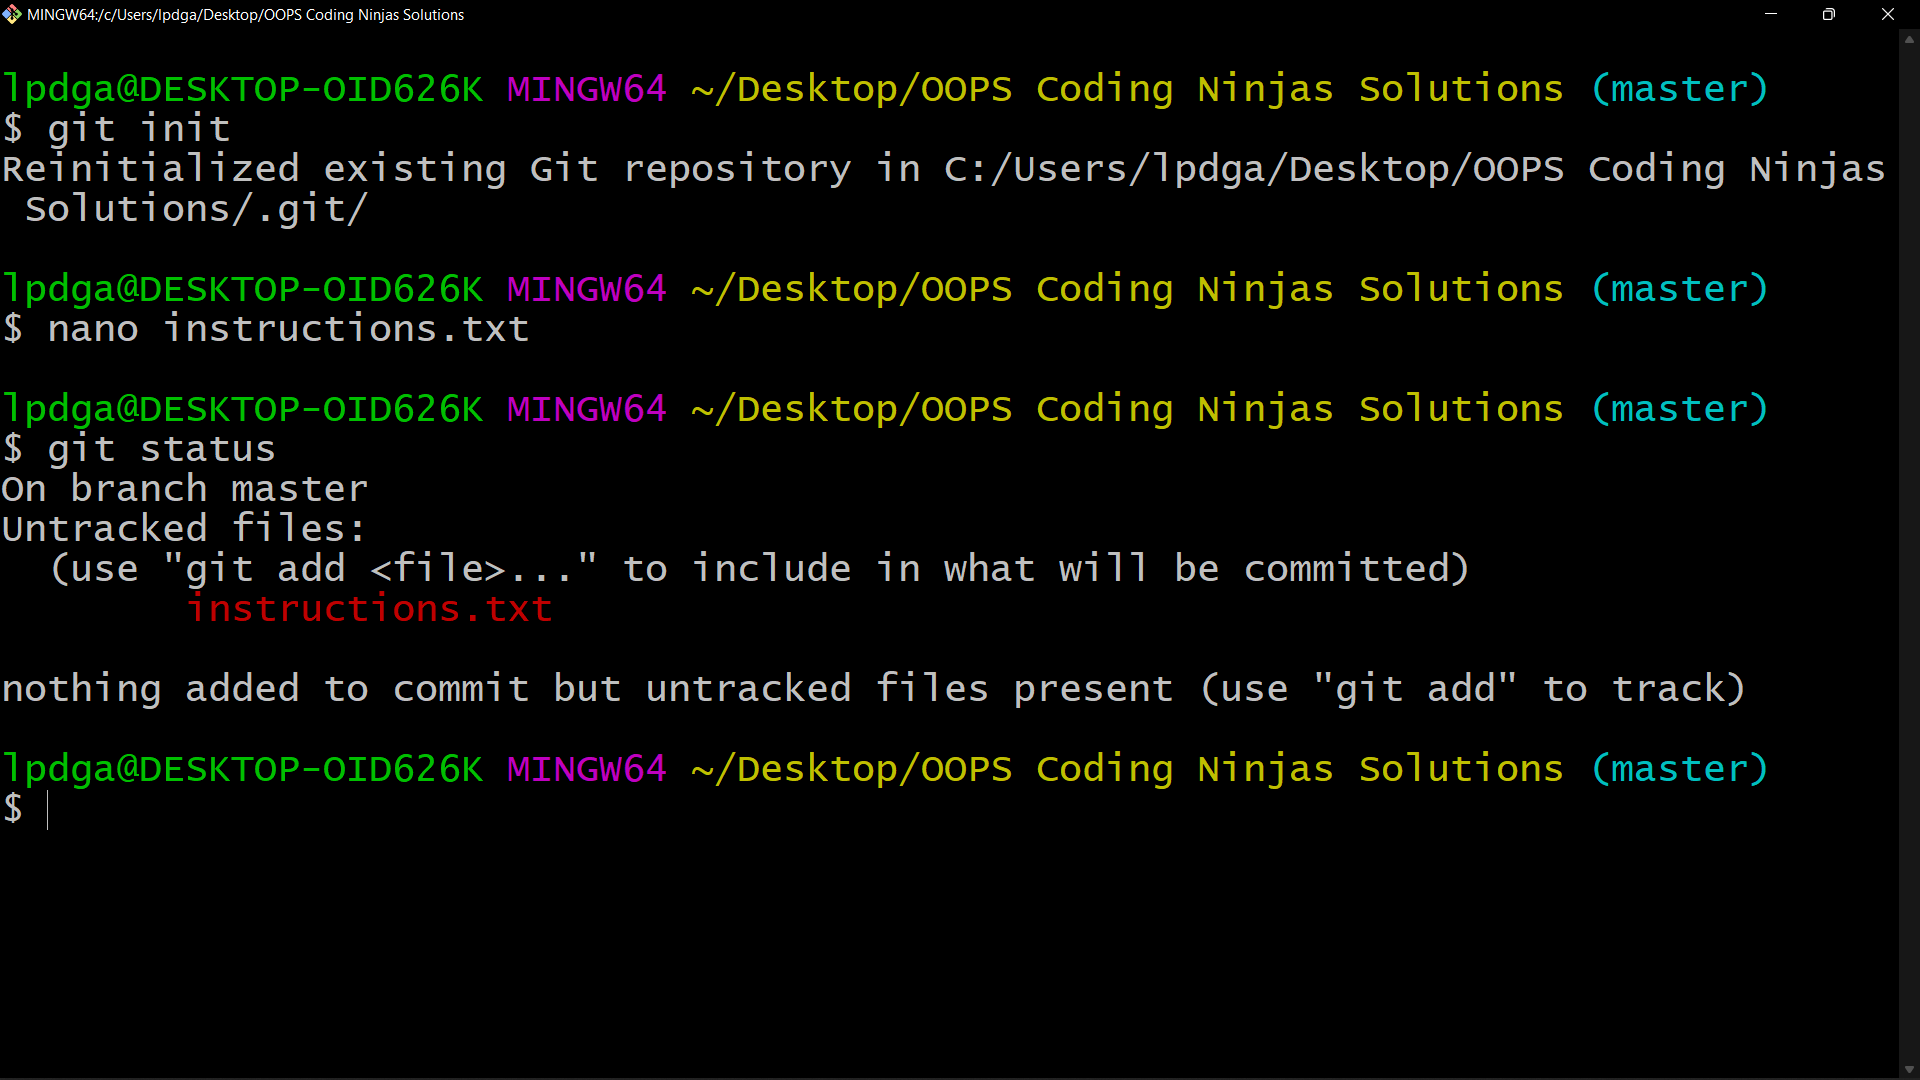 MINGW64:/c/Users/lpdga/Desktop/OOPS Coding Ninjas Solutions
lpdga@DESKTOP-OID626K MINGW64 ~/Desktop/OOPS Coding Ninjas Solutions (master)
$ git init
Reinitialized existing Git repository in C:/Users/lpdga/Desktop/OOPS Coding Ninjas
 Solutions/.git/
lpdga@DESKTOP-OID626K MINGW64 ~/Desktop/OOPS Coding Ninjas Solutions (master)
$ nano instructions.txt
lpdga@DESKTOP-OID626K MINGW64 ~/Desktop/OOPS Coding Ninjas Solutions (master)
$ git status
On branch master
Untracked files:
  (use "git add <file>..." to include in what will be committed)
        instructions.txt
nothing added to commit but untracked files present (use "git add" to track)
lpdga@DESKTOP-OID626K MINGW64 ~/Desktop/OOPS Coding Ninjas Solutions (master)
$